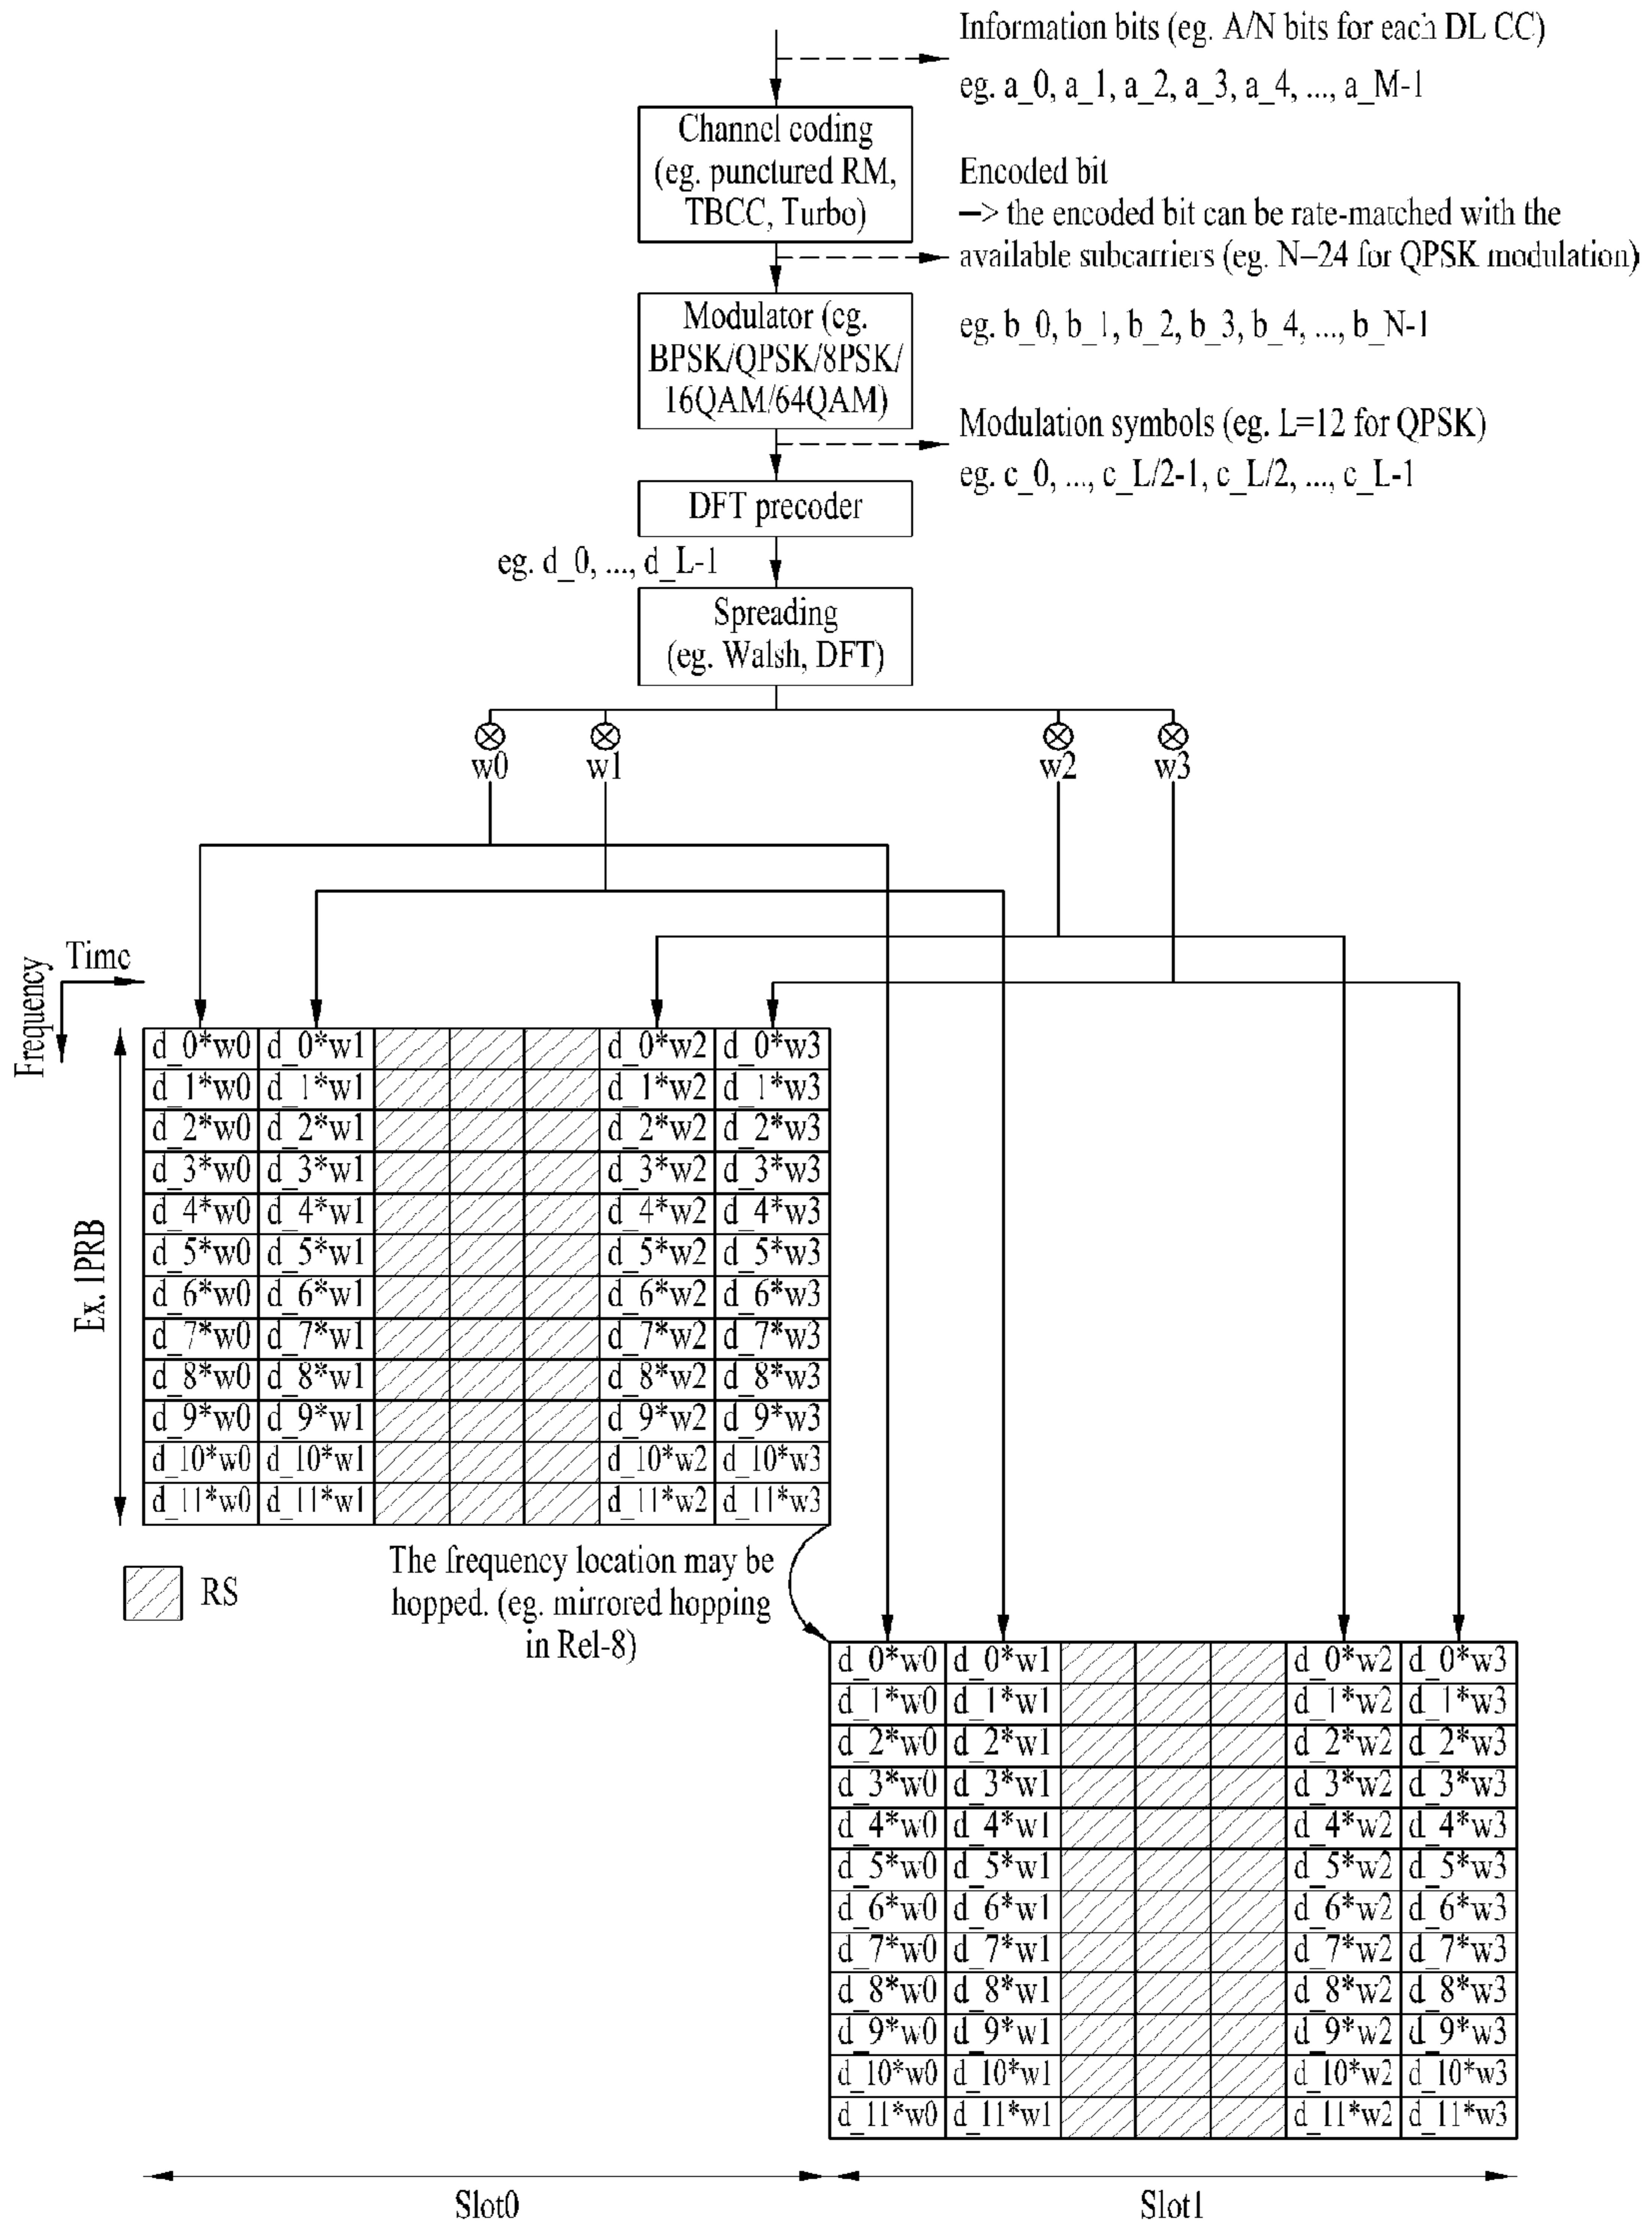 Information bits (eg. A/N bits for each DL CC)
eg. a_0, a_1, a_2, a_3, a_4, ..., a_M-1
Channel coding
(eg. punctured RM,
TBCC, Turbo)
Encoded bit
—> the encoded bit can be rate-matched with the
available subcarriers (eg. N—24 for QPSK modulation)
Modulator (eg.
BPSK/QPSK/8PSK/
16QAM/64QAM)
eg. b_0, b_1, b_2, b_3, b_4, ..., b_N-1
Modulation symbols (eg. L=12 for QPSK)
eg. c_0, ..., c_L/2-1, c_L/2, ..., c_L-1
DFT precoder
eg. d_0, ..., d_L-1
Spreading
(eg. Walsh, DFT)
w0 w1 w2 w3
Time
Frequency
Ex. 1PRB
d_0*w0 d_0*w1 d_0*w2 d_0*w3
d_1*w0 d_1*w1 d_1*w2 d_1*w3
d_2*w0 d_2*w1 d_2*w2 d_2*w3
d_3*w0 d_3*w1 d_3*w2 d_3*w3
d_4*w0 d_4*w1 d_4*w2 d_4*w3
d_5*w0 d_5*w1 d_5*w2 d_5*w3
d_6*w0 d_6*w1 d_6*w2 d_6*w3
d_7*w0 d_7*w1 d_7*w2 d_7*w3
d_8*w0 d_8*w1 d_8*w2 d_8*w3
d_9*w0 d_9*w1 d_9*w2 d_9*w3
d_10*w0 d_10*w1 d_10*w2 d_10*w3
d_11*w0 d_11*w1 d_11*w2 d_11*w3
RS
The frequency location may be
hopped. (eg. mirrored hopping
in Rel-8)
d_0*w0 d_0*w1 d_0*w2 d_0*w3
d_1*w0 d_1*w1 d_1*w2 d_1*w3
d_2*w0 d_2*w1 d_2*w2 d_2*w3
d_3*w0 d_3*w1 d_3*w2 d_3*w3
d_4*w0 d_4*w1 d_4*w2 d_4*w3
d_5*w0 d_5*w1 d_5*w2 d_5*w3
d_6*w0 d_6*w1 d_6*w2 d_6*w3
d_7*w0 d_7*w1 d_7*w2 d_7*w3
d_8*w0 d_8*w1 d_8*w2 d_8*w3
d_9*w0 d_9*w1 d_9*w2 d_9*w3
d_10*w0 d_10*w1 d_10*w2 d_10*w3
d_11*w0 d_11*w1 d_11*w2 d_11*w3
Slot0 Slot1